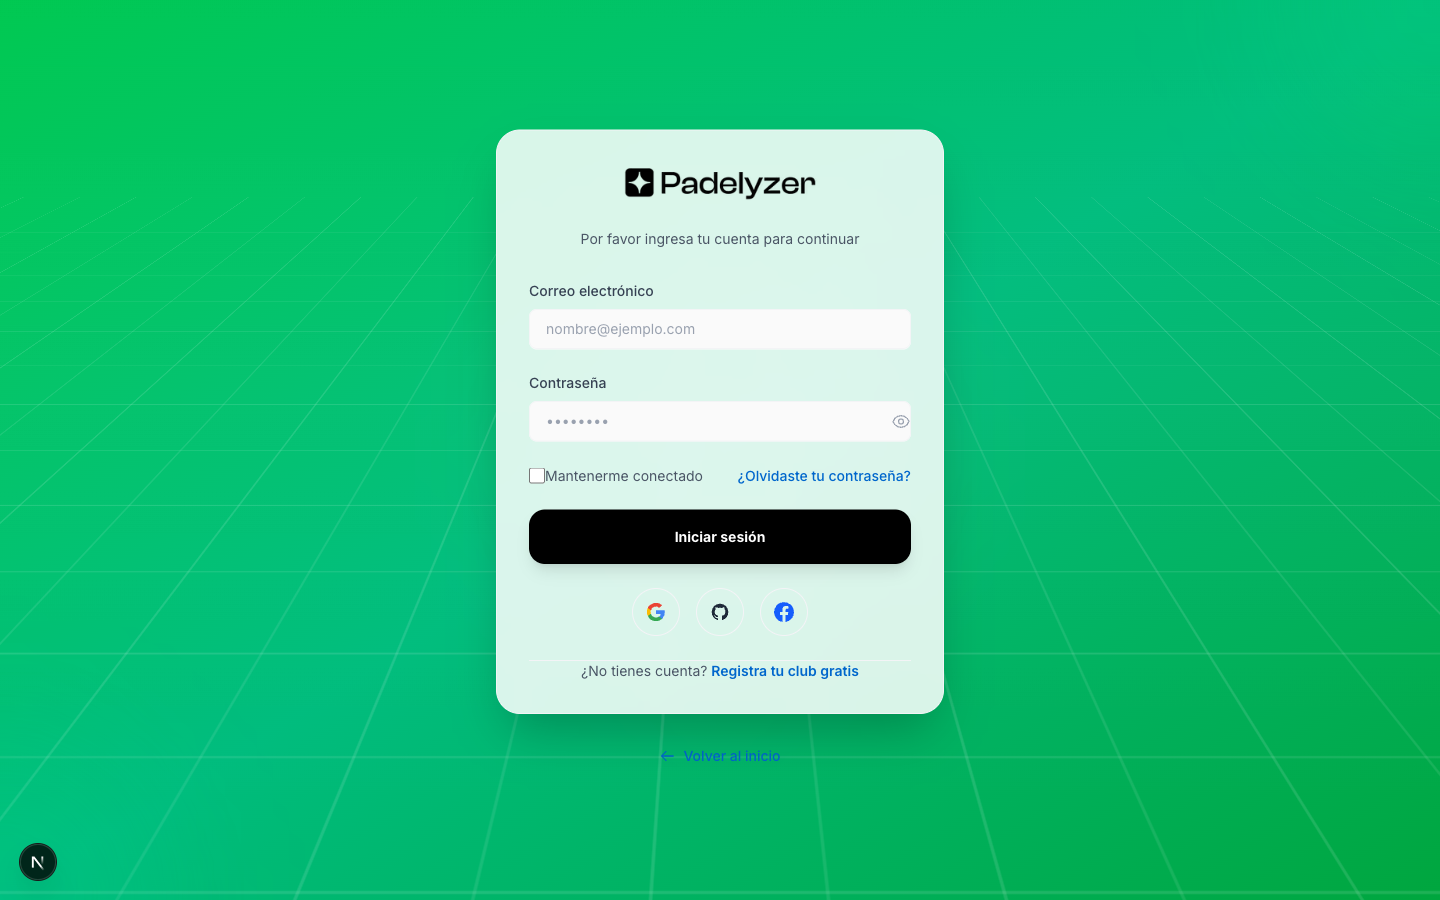 Padelyzer
Por favor ingresa tu cuenta para continuar
Correo electrónico
nombre@ejemplo.com
Contraseña
••••••••
Mantenerme conectado ¿Olvidaste tu contraseña?
Iniciar sesión
¿No tienes cuenta? Registra tu club gratis
← Volver al inicio
N